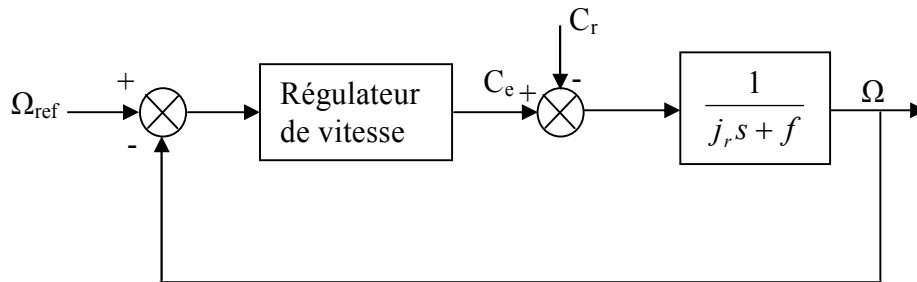 C_r
+
Ω_ref
-
Régulateur
de vitesse
C_e
+
-
1
j_r s + f
Ω